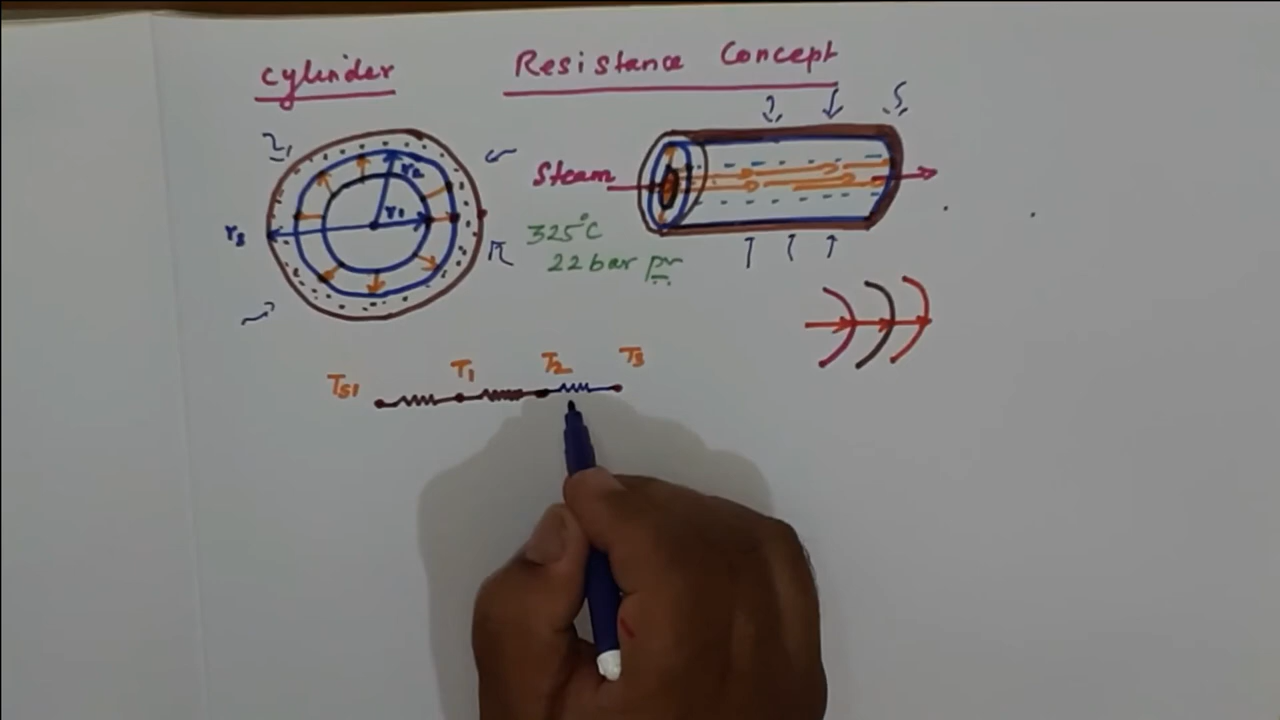 Cylinder
Resistance Concept
r2
r1
r3
Steam
325°C
22 bar pr
Ts1 T1 T2 T3